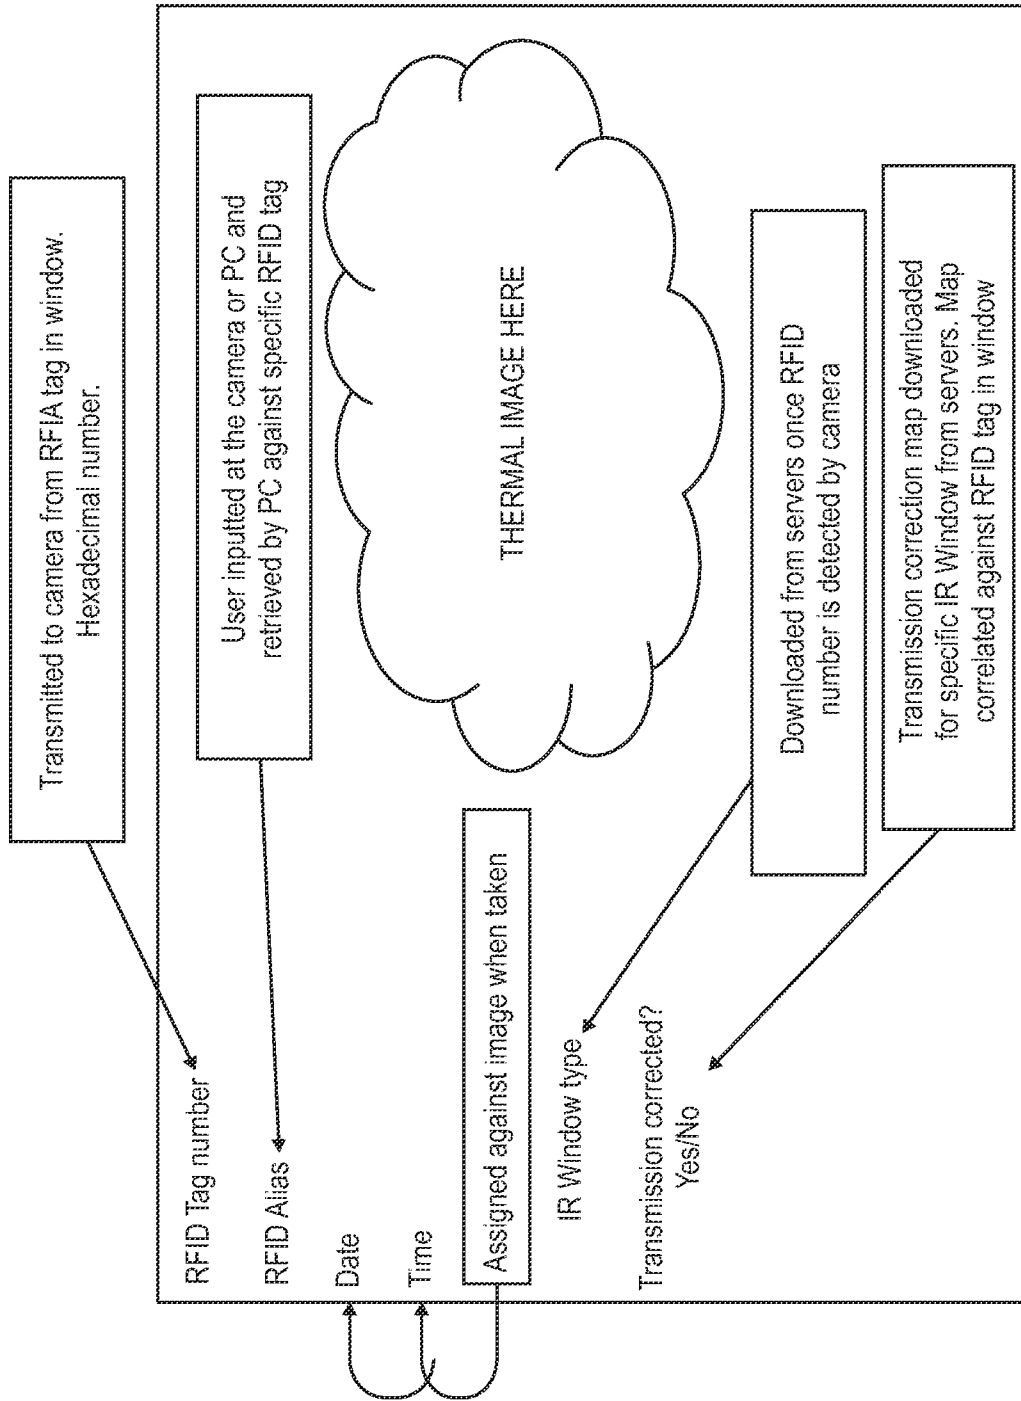 Transmitted to camera from RFIA tag in window.
Hexadecimal number.
RFID Tag number
User inputted at the camera or PC and
retrieved by PC against specific RFID tag
RFID Alias
Date
Time
Assigned against image when taken
THERMAL IMAGE HERE
IR Window type
Downloaded from servers once RFID
number is detected by camera
Transmission corrected?
Yes/No
Transmission correction map downloaded
for specific IR Window from servers. Map
correlated against RFID tag in window